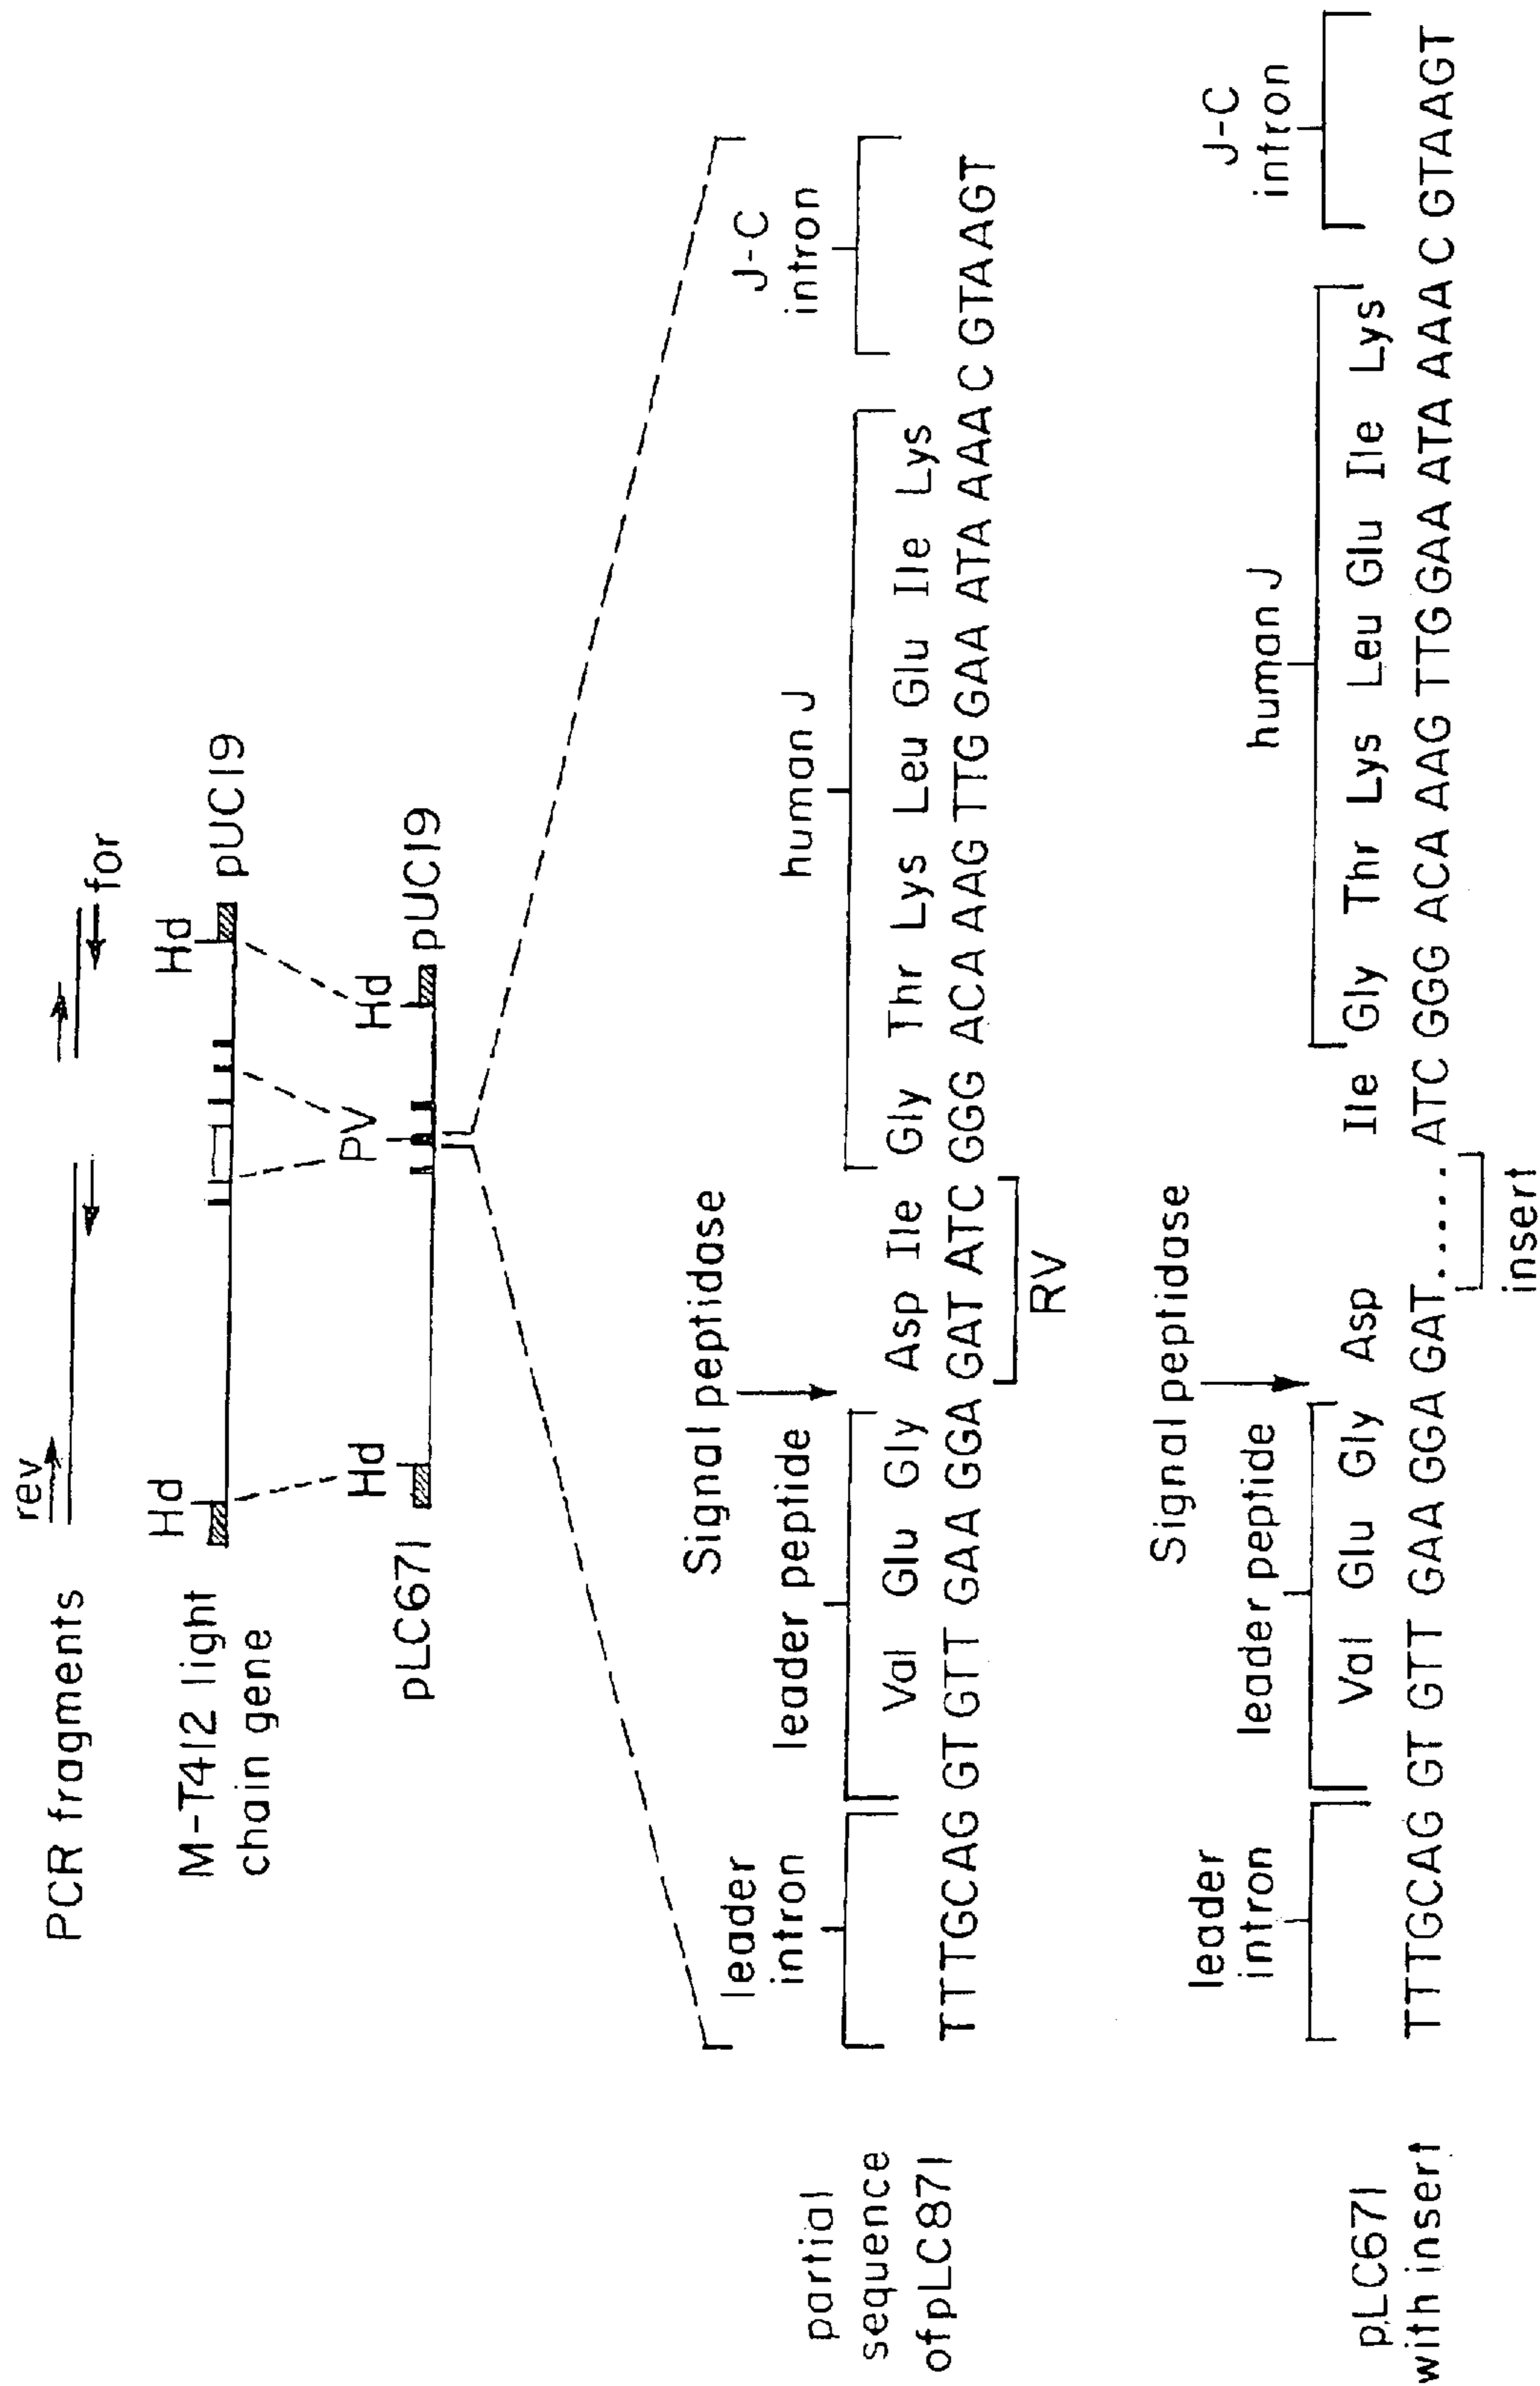 PCR fragments
rev
for
M-T412 light
chain gene
Hd
Hd
pUC19
PV
pLC671
Hd
Hd
pUC19
Signal peptidase
leader
intron
leader peptide
human J
J-C
intron
partial
sequence
of pLC871
Val Glu Gly Asp Ile Gly Thr Lys Leu Glu Ile Lys
TTTGCAG GT GTT GAA GGA GAT ATC GGG ACA AAG TTG GAA ATA AAA C GTAAGT
RV
Signal peptidase
leader
intron
leader peptide
human J
J-C
intron
pLC671
with insert
Val Glu Gly Asp Ile Gly Thr Lys Leu Glu Ile Lys
TTTGCAG GT GTT GAA GGA GAT..... ATC GGG ACA AAG TTG GAA ATA AAA C GTAAGT
insert